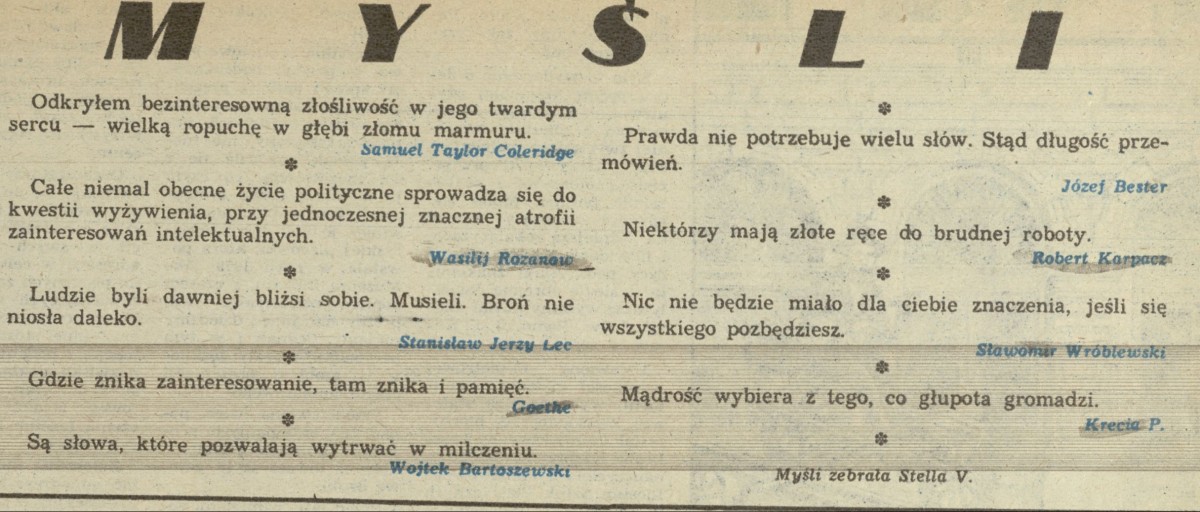 MYŚLI
Odkryłem bezinteresowną złośliwość w jego twardym
sercu — wielką ropuchę w głębi złomu marmuru.
Samuel Taylor Coleridge
✽
Całe niemal obecne życie polityczne sprowadza się do
kwestii wyżywienia, przy jednoczesnej znacznej atrofii
zainteresowań intelektualnych.
Wasilij Rozanow
✽
Ludzie byli dawniej bliżsi sobie. Musieli. Broń nie
niosła daleko.
Stanisław Jerzy Lec
✽
Gdzie znika zainteresowanie, tam znika i pamięć.
Goethe
✽
Są słowa, które pozwalają wytrwać w milczeniu.
Wojtek Bartoszewski
✽
Prawda nie potrzebuje wielu słów. Stąd długość prze-
mówień.
Józef Bester
✽
Niektórzy mają złote ręce do brudnej roboty.
Robert Karpacz
✽
Nic nie będzie miało dla ciebie znaczenia, jeśli się
wszystkiego pozbędziesz.
Sławomir Wróblewski
✽
Mądrość wybiera z tego, co głupota gromadzi.
Krecia P.
✽
Myśli zebrała Stella V.